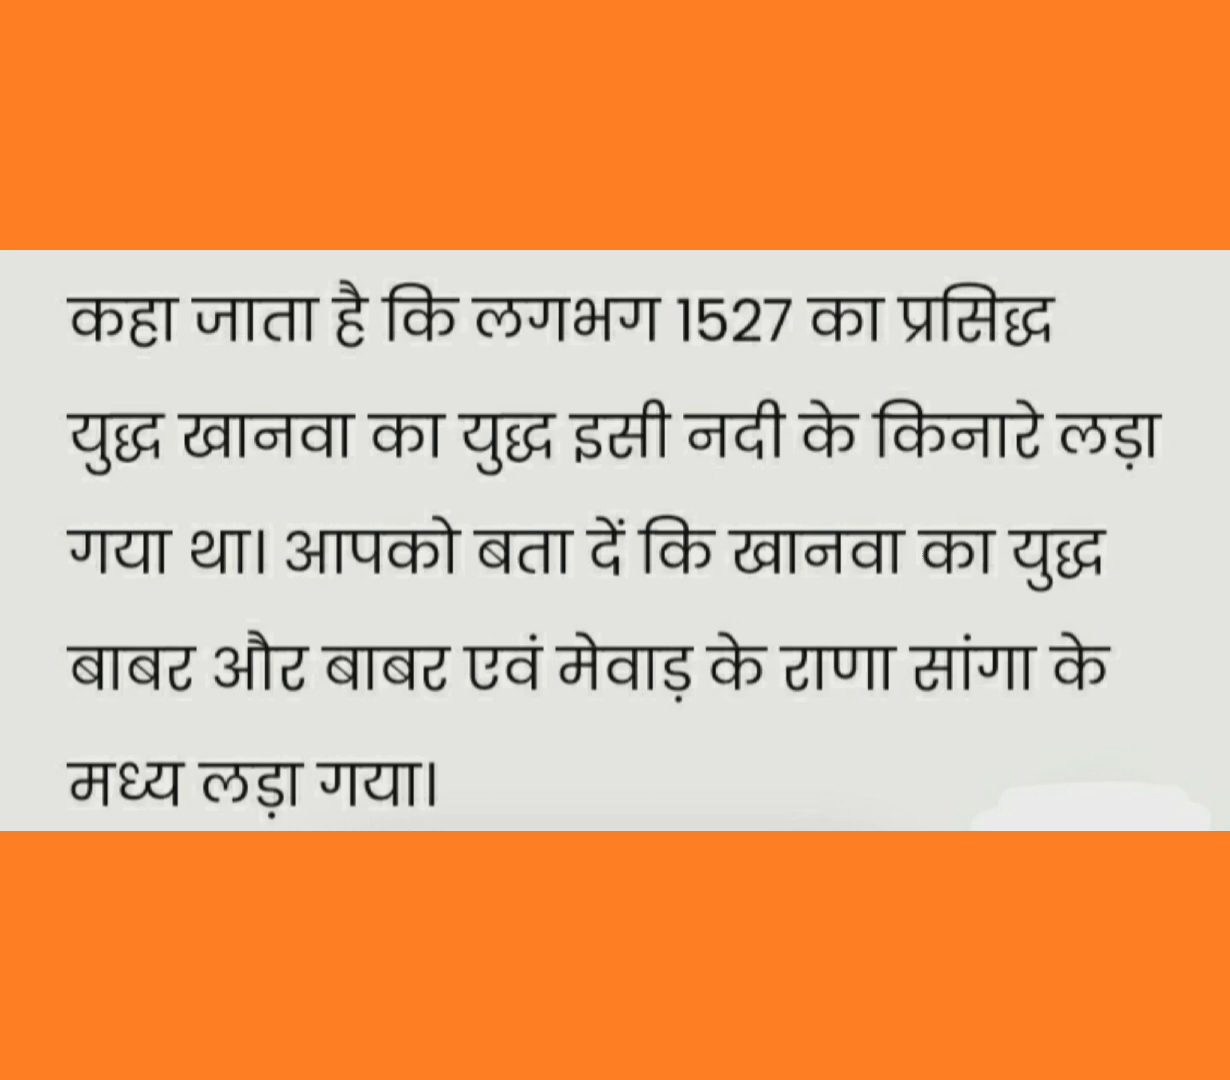 कहा जाता है कि लगभग 1527 का प्रसिद्ध
युद्ध खानवा का युद्ध इसी नदी के किनारे लड़ा
गया था। आपको बता दें कि खानवा का युद्ध
बाबर और बाबर एवं मेवाड़ के राणा सांगा के
मध्य लड़ा गया।